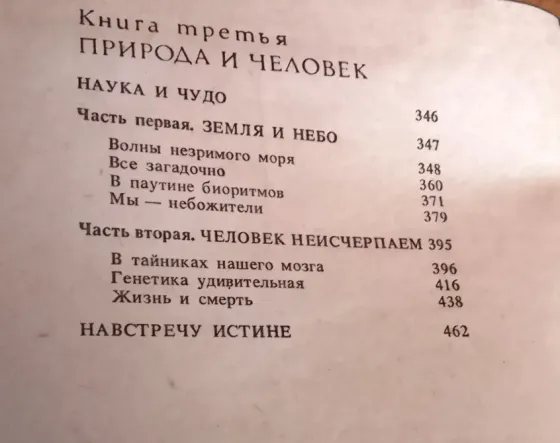 Книга третья
ПРИРОДА И ЧЕЛОВЕК
НАУКА И ЧУДО 346
Часть первая. ЗЕМЛЯ И НЕБО 347
Волны незримого моря 348
Все загадочно 360
В паутине биоритмов 371
Мы — небожители 379
Часть вторая. ЧЕЛОВЕК НЕИСЧЕРПАЕМ 395
В тайниках нашего мозга 396
Генетика удивительная 416
Жизнь и смерть 438
НАВСТРЕЧУ ИСТИНЕ 462